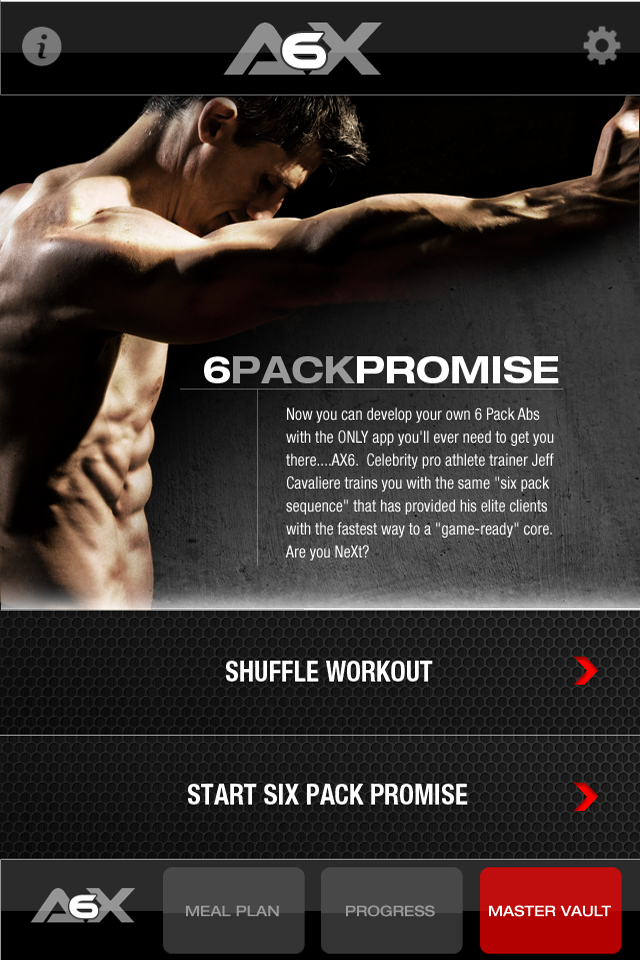 A6X
6PACKPROMISE
Now you can develop your own 6 Pack Abs
with the ONLY app you'll ever need to get you
there....AX6.  Celebrity pro athlete trainer Jeff
Cavaliere trains you with the same "six pack
sequence" that has provided his elite clients
with the fastest way to a "game-ready" core.
Are you NeXt?
SHUFFLE WORKOUT
START SIX PACK PROMISE
A6X
MEAL PLAN
PROGRESS
MASTER VAULT